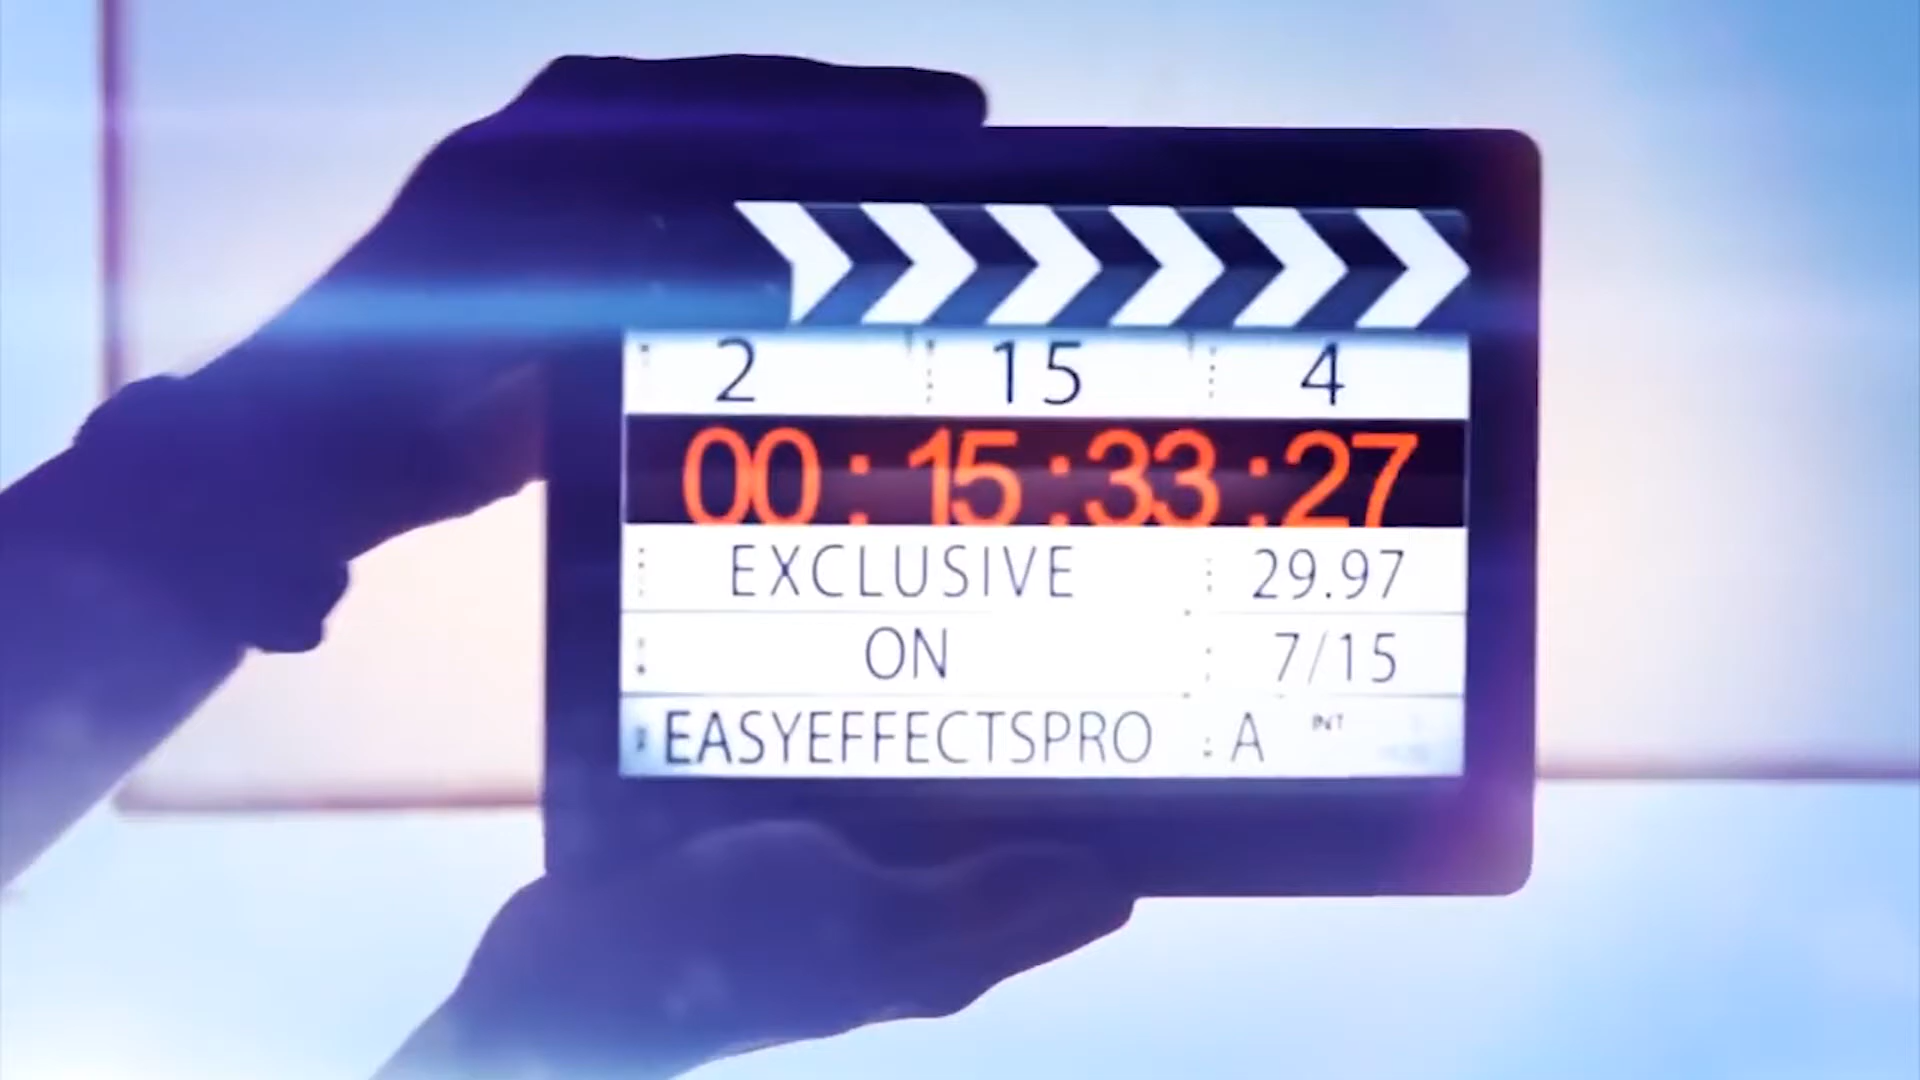 2 15 4
00:15:33:27
EXCLUSIVE 29.97
ON 7/15
EASYEFFECTSPRO A INT